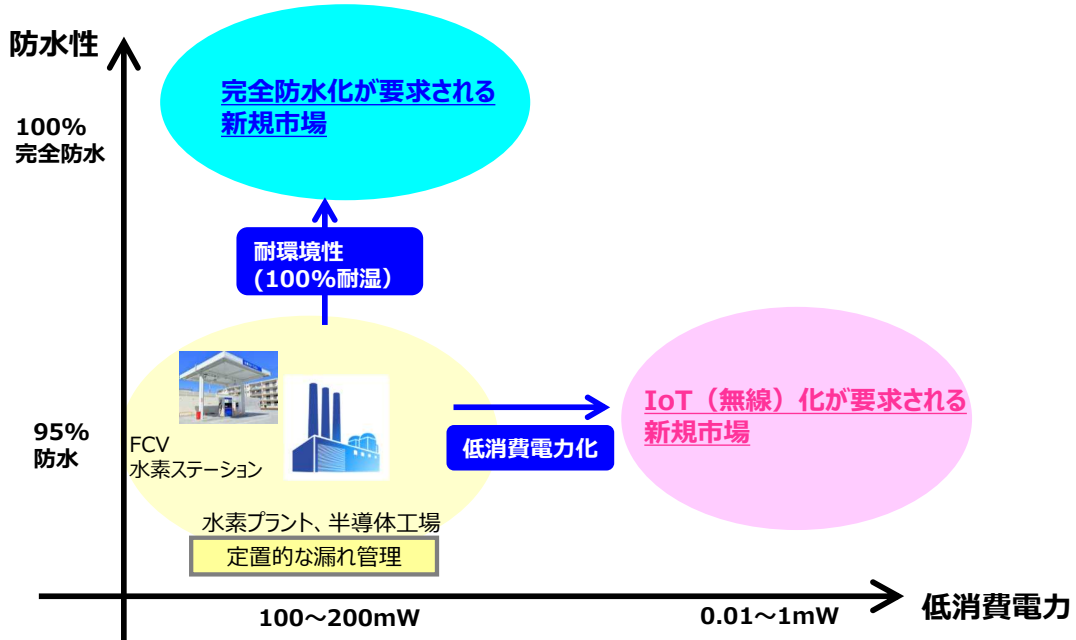 防水性
100%
完全防水
完全防水化が要求される
新規市場
耐環境性
(100%耐湿）
95%
防水
FCV
水素ステーション
水素プラント、半導体工場
定置的な漏れ管理
低消費電力化
IoT（無線）化が要求される
新規市場
100～200mW
0.01～1mW
低消費電力